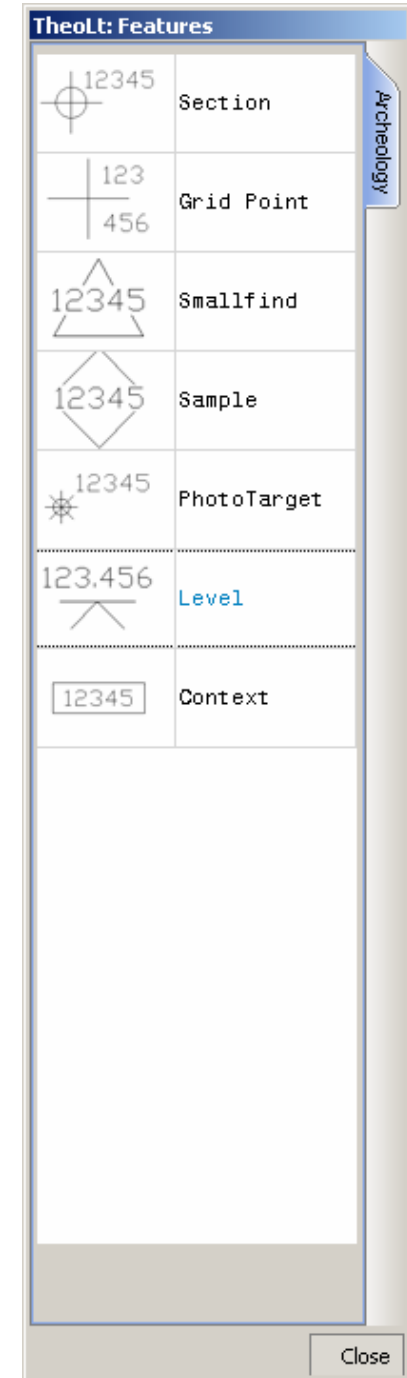 TheoLt: Features
Archeology
12345
Section
123
456
Grid Point
12345
Smallfind
12345
Sample
12345
PhotoTarget
123.456
Level
12345
Context
Close